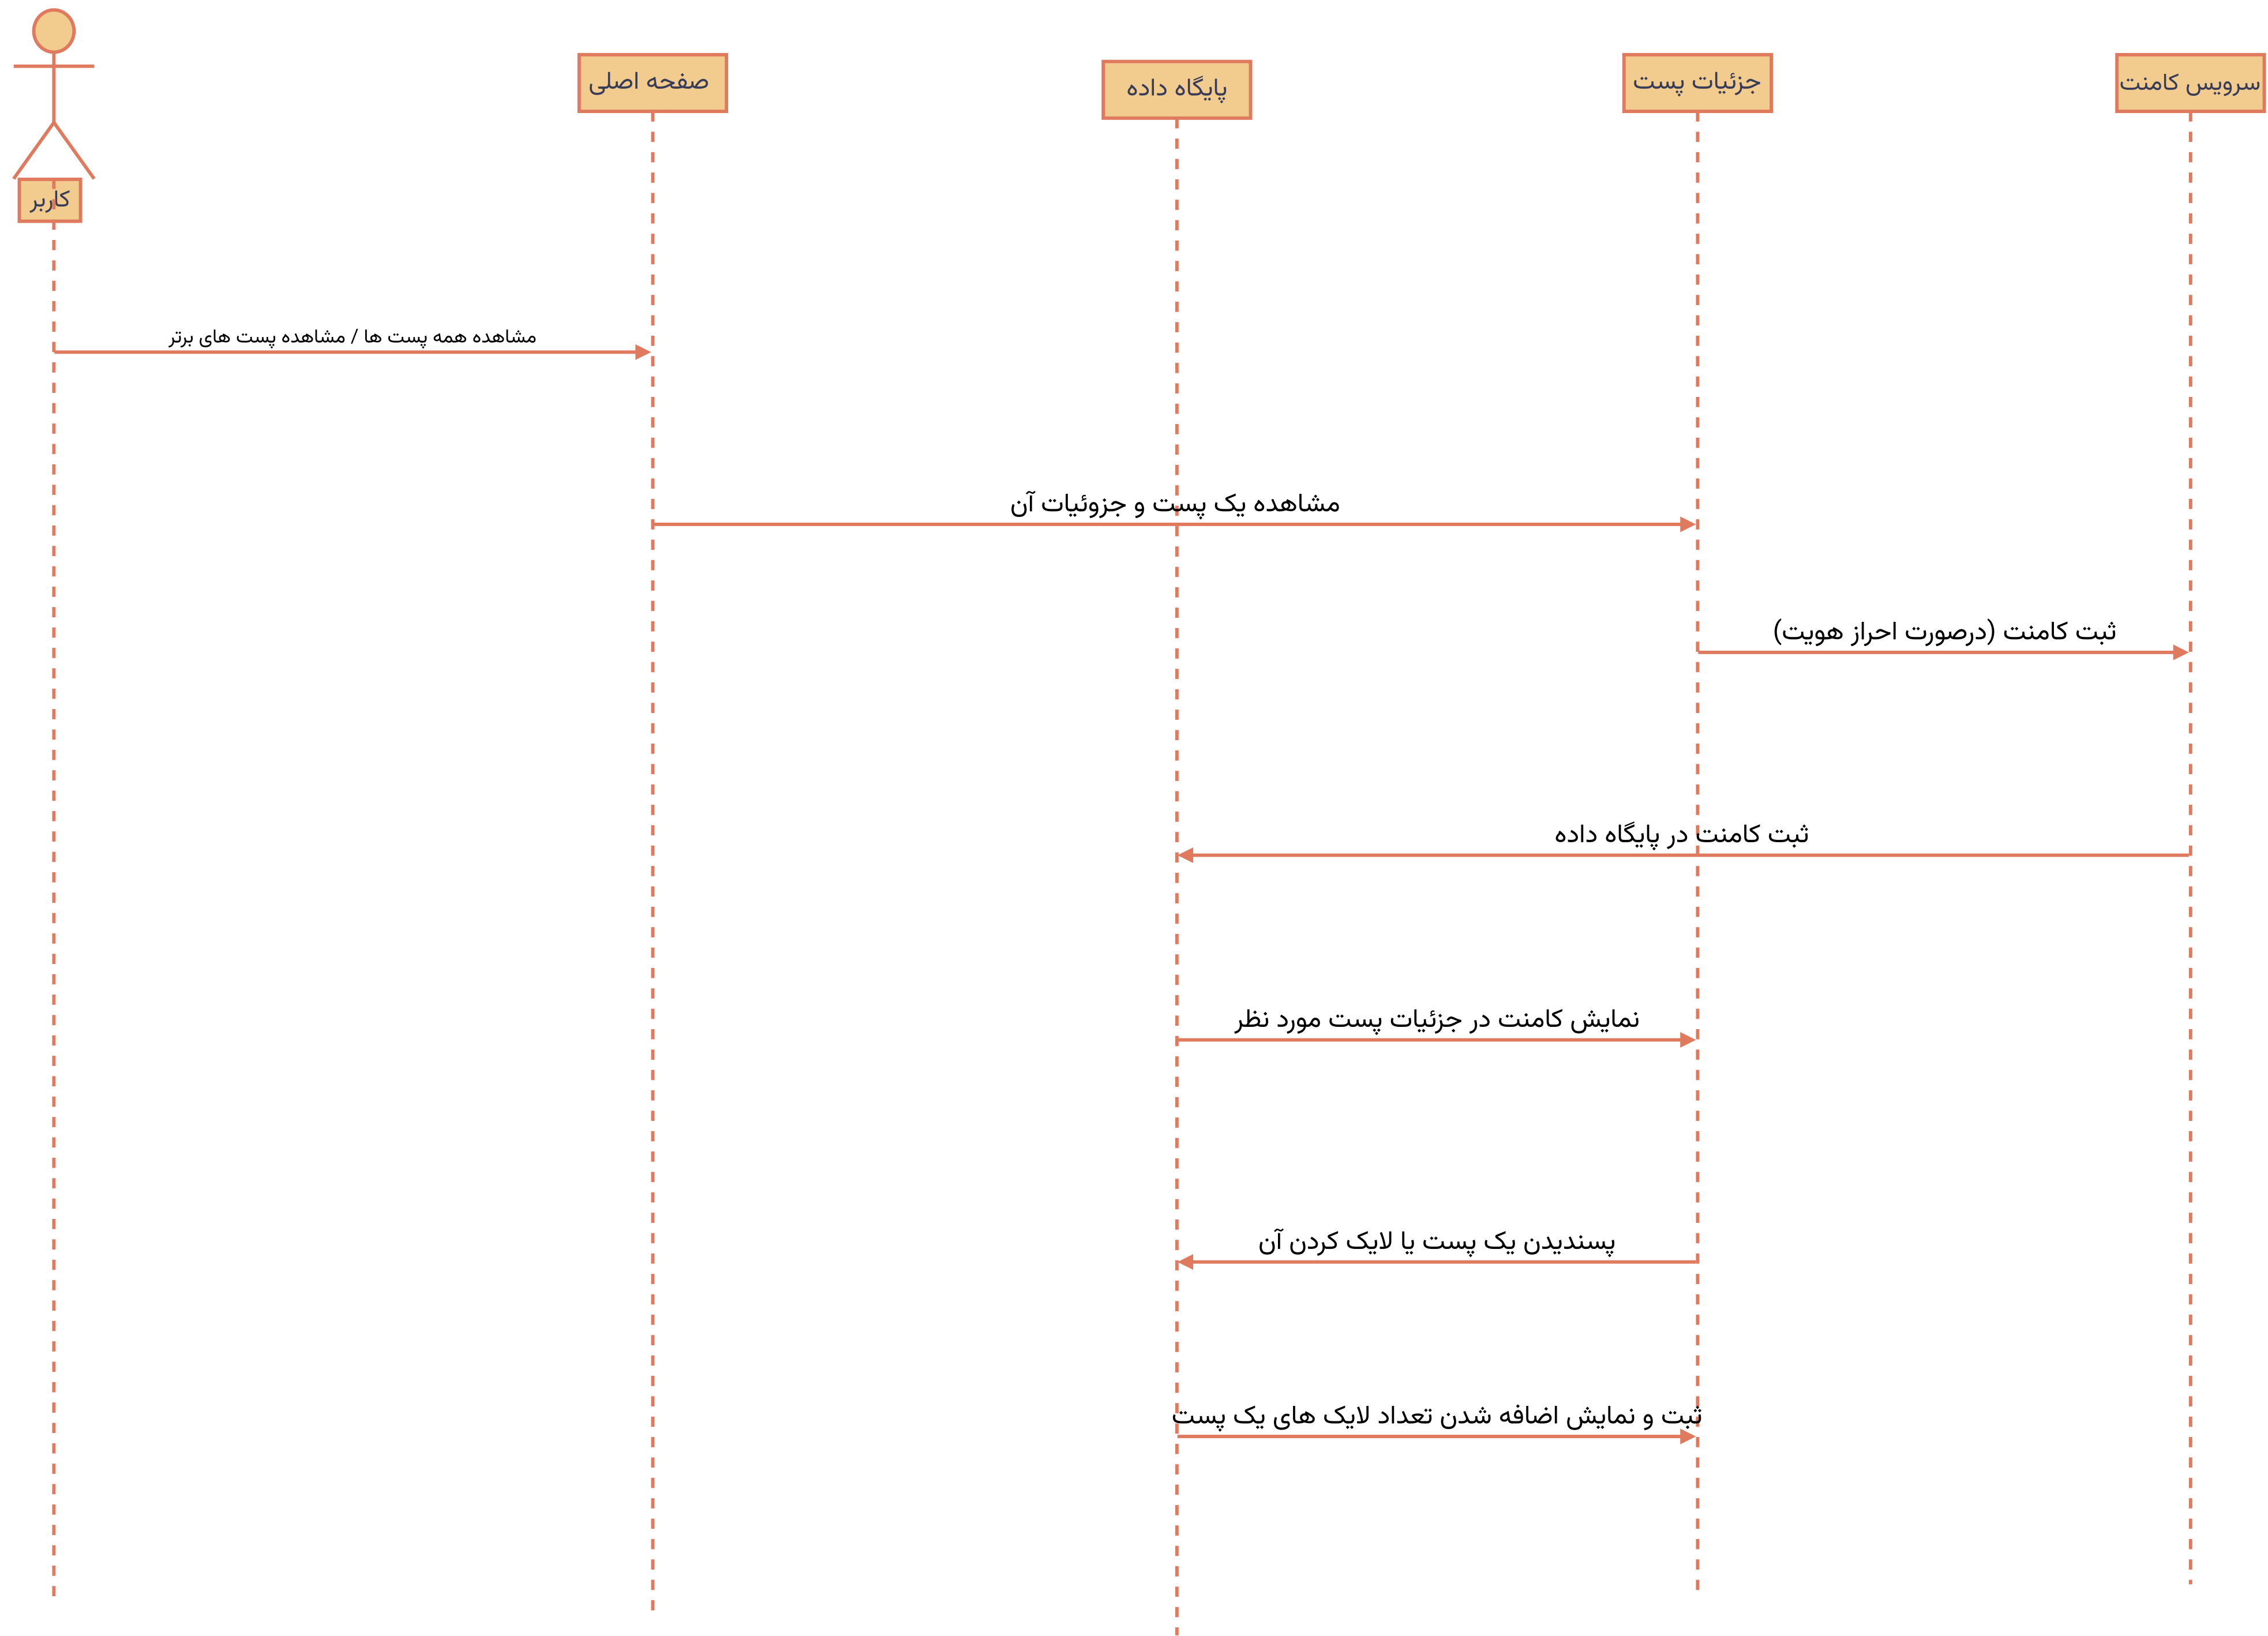 صفحه اصلی
پایگاه داده
جزئیات پست
سرویس کامنت
کاربر
مشاهده همه پست ها / مشاهده پست های برتر
مشاهده یک پست و جزوئیات آن
ثبت کامنت (درصورت احراز هویت)
ثبت کامنت در پایگاه داده
نمایش کامنت در جزئیات پست مورد نظر
پسندیدن یک پست یا لایک کردن آن
ثبت و نمایش اضافه شدن تعداد لایک های یک پست